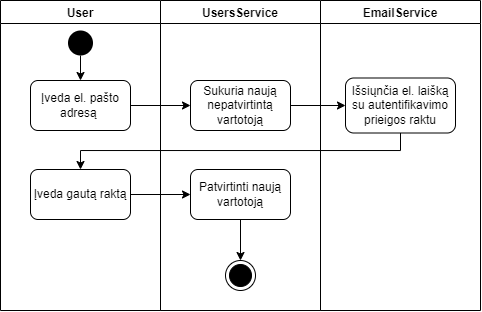 User
UsersService
EmailService
Įveda el. pašto
adresą
Sukuria naują
nepatvirtintą
vartotoją
Išsiųnčia el. laišką
su autentifikavimo
prieigos raktu
Įveda gautą raktą
Patvirtinti naują
vartotoją